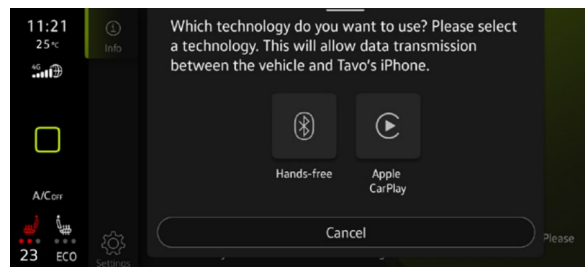 11:21
25°C
4G
A/C OFF
23 ECO
Info
Settings
Which technology do you want to use? Please select
a technology. This will allow data transmission
between the vehicle and Tavo's iPhone.
Hands-free
Apple
CarPlay
Cancel
Please